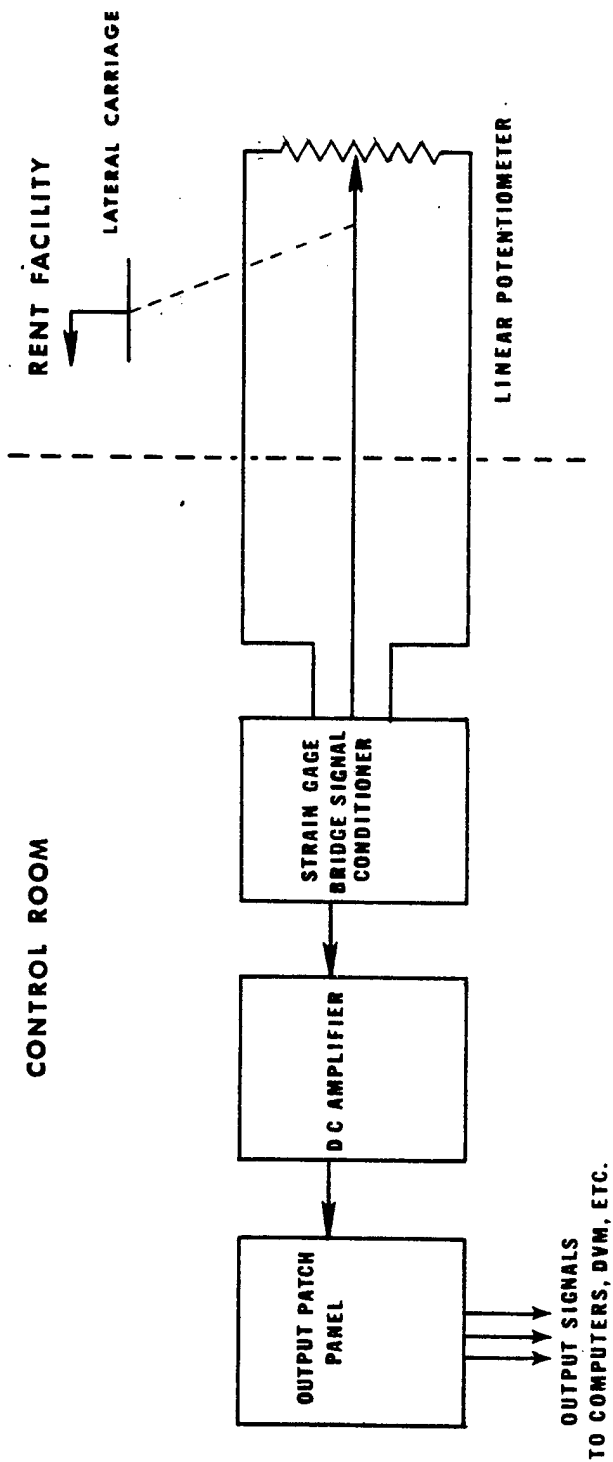 CONTROL ROOM
RENT FACILITY
LATERAL CARRIAGE
OUTPUT PATCH
PANEL
DC AMPLIFIER
STRAIN GAGE
BRIDGE SIGNAL
CONDITIONER
LINEAR POTENTIOMETER
OUTPUT SIGNALS
TO COMPUTERS, DVM, ETC.